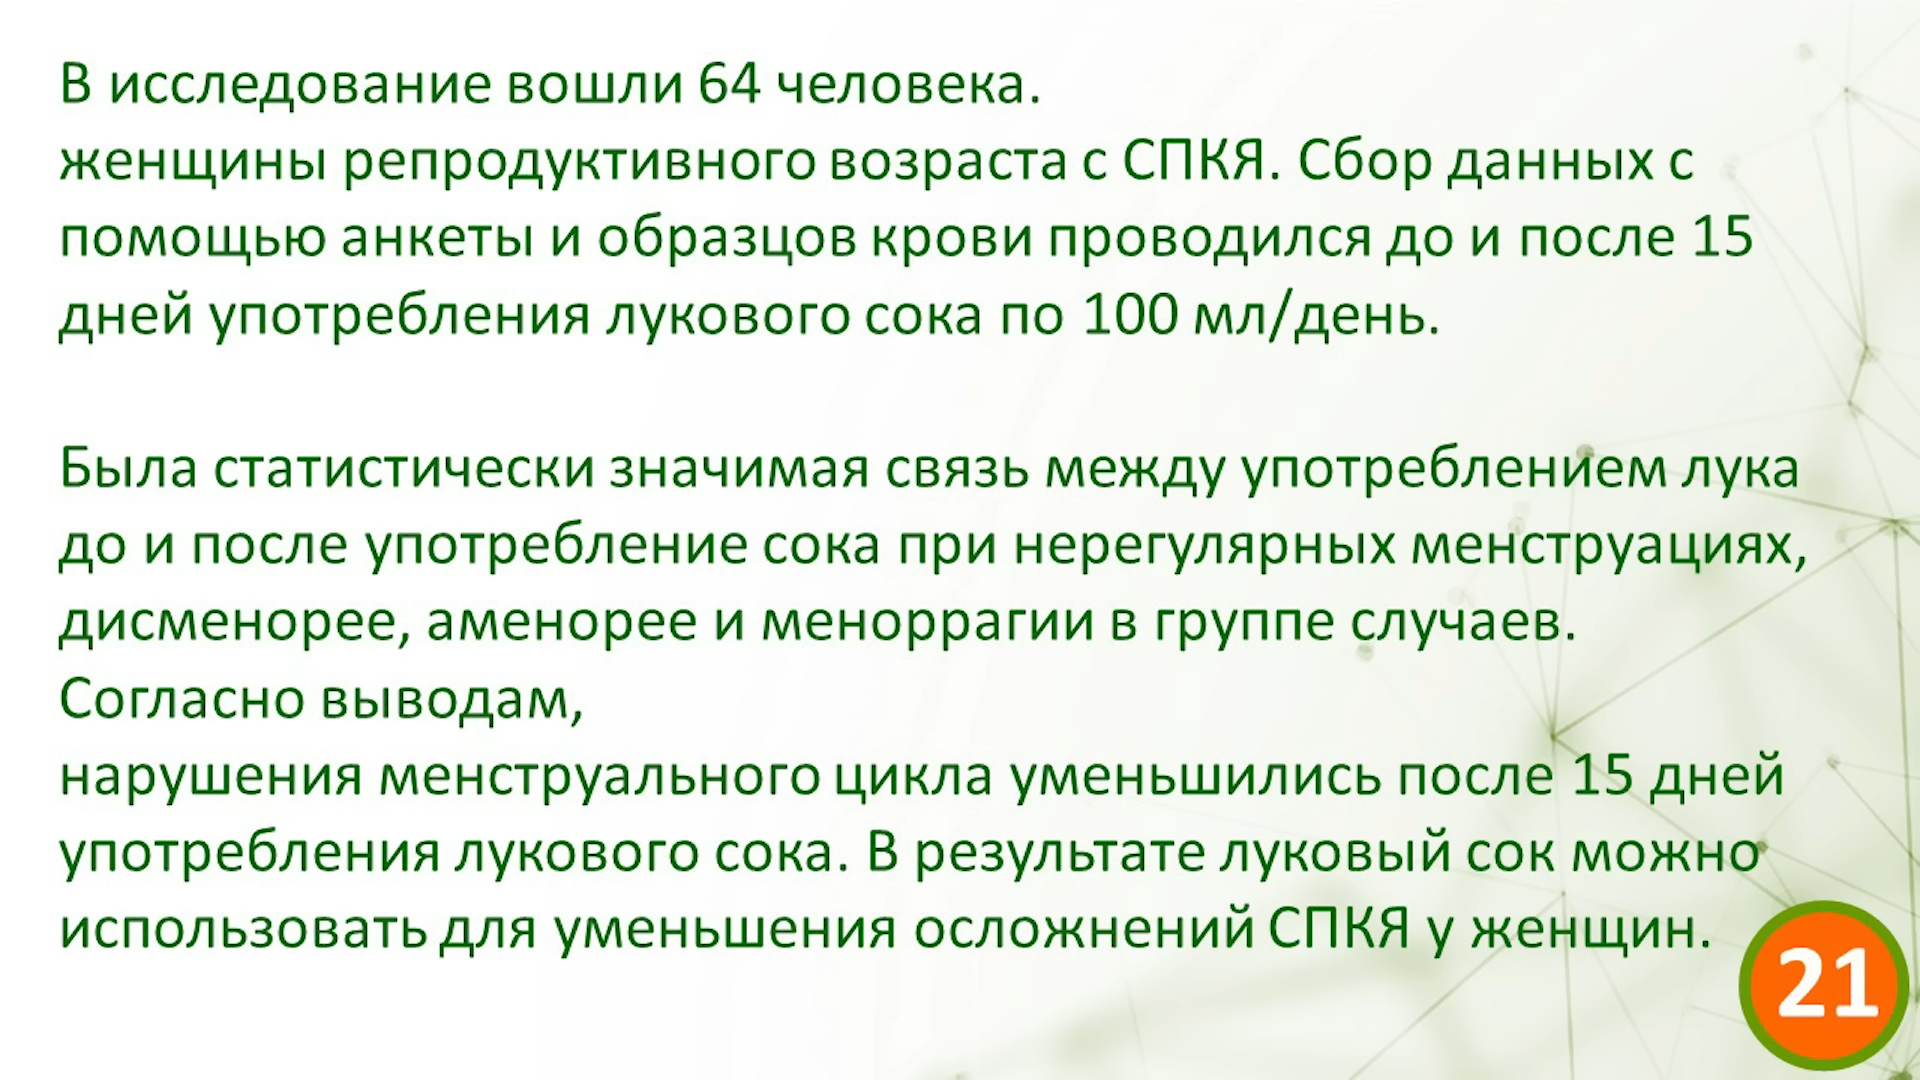 В исследование вошли 64 человека.
женщины репродуктивного возраста с СПКЯ. Сбор данных с
помощью анкеты и образцов крови проводился до и после 15
дней употребления лукового сока по 100 мл/день.
Была статистически значимая связь между употреблением лука
до и после употребление сока при нерегулярных менструациях,
дисменорее, аменорее и меноррагии в группе случаев.
Согласно выводам,
нарушения менструального цикла уменьшились после 15 дней
употребления лукового сока. В результате луковый сок можно
использовать для уменьшения осложнений СПКЯ у женщин.
21